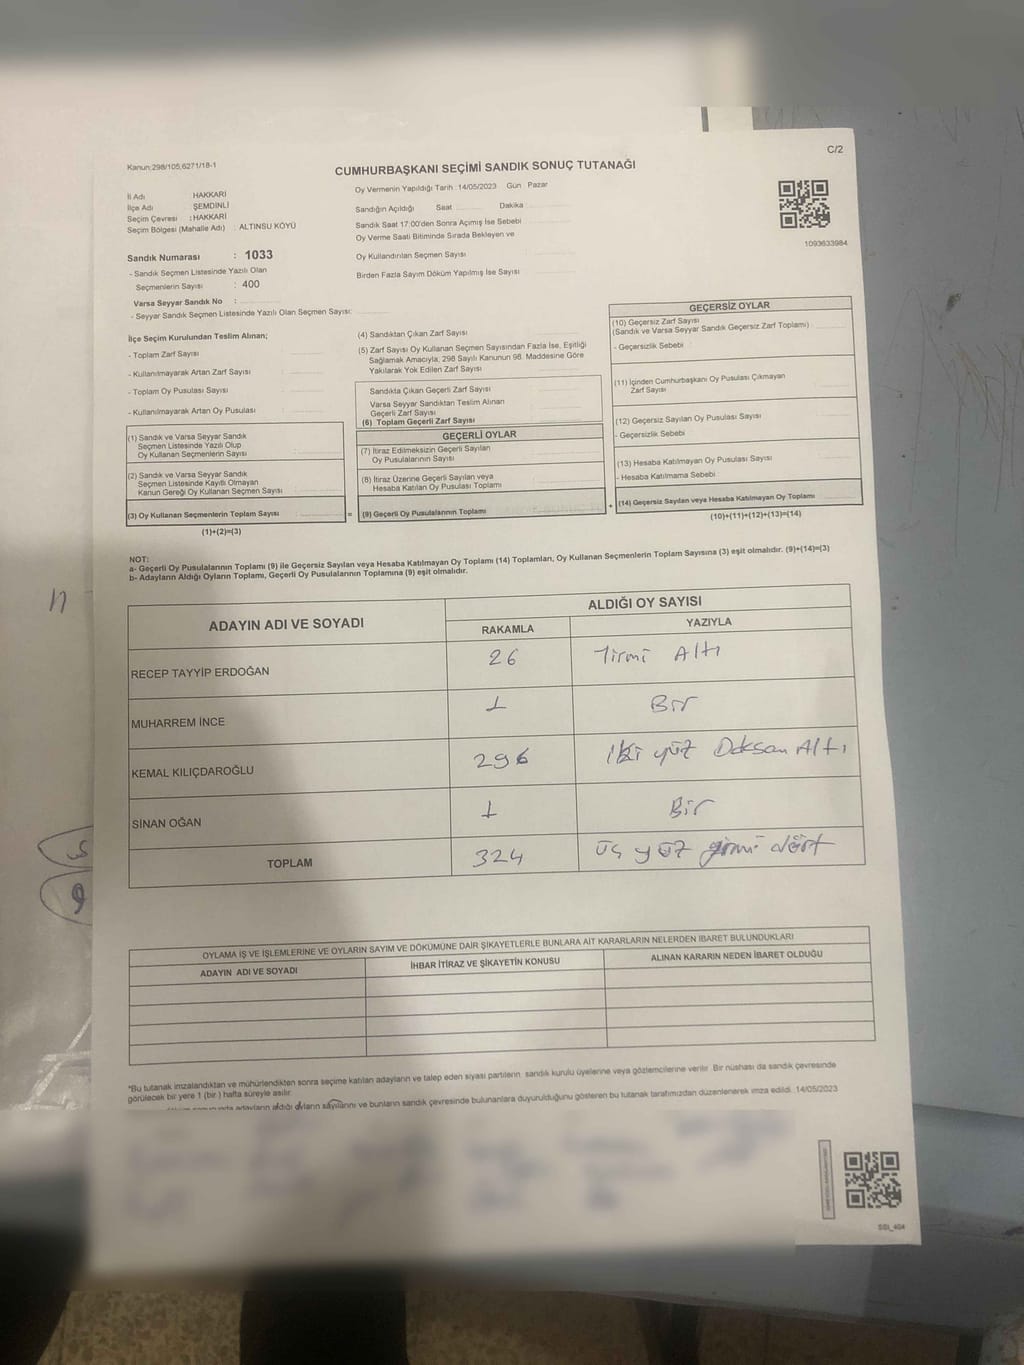 C/2
Kanun:298/105,6271/18-1
CUMHURBAŞKANI SEÇİMİ SANDIK SONUÇ TUTANAĞI
İl Adı HAKKARİ
İlçe Adı ŞEMDİNLİ
Seçim Çevresi :HAKKARİ
Seçim Bölgesi (Mahalle Adı) : ALTINSU KÖYÜ
Oy Vermenin Yapıldığı Tarih :14/05/2023 Gün Pazar
Sandığın Açıldığı Saat Dakika
Sandık Saat 17:00'den Sonra Açımış İse Sebebi
Oy Verme Saati Bitiminde Sırada Bekleyen ve
Oy Kullandırılan Seçmen Sayısı
Birden Fazla Sayım Döküm Yapılmış İse Sayısı
1093633984
Sandık Numarası : 1033
- Sandık Seçmen Listesinde Yazılı Olan
Seçmenlerin Sayısı : 400
Varsa Seyyar Sandık No :
- Seyyar Sandık Seçmen Listesinde Yazılı Olan Seçmen Sayısı:
İlçe Seçim Kurulundan Teslim Alınan;
- Toplam Zarf Sayısı
- Kullanılmayarak Artan Zarf Sayısı
- Toplam Oy Pusulası Sayısı
- Kullanılmayarak Artan Oy Pusulası
(4) Sandıktan Çıkan Zarf Sayısı
(5) Zarf Sayısı Oy Kullanan Seçmen Sayısından Fazla İse, Eşitliği
Sağlamak Amacıyla, 298 Sayılı Kanunun 98. Maddesine Göre
Yakılarak Yok Edilen Zarf Sayısı
Sandıkta Çıkan Geçerli Zarf Sayısı
Varsa Seyyar Sandıktan Teslim Alınan
Geçerli Zarf Sayısı
(6) Toplam Geçerli Zarf Sayısı
GEÇERSİZ OYLAR
(10) Geçersiz Zarf Sayısı
(Sandık ve Varsa Seyyar Sandık Geçersiz Zarf Toplamı)
- Geçersizlik Sebebi
(11) İçinden Cumhurbaşkanı Oy Pusulası Çıkmayan
Zarf Sayısı
(12) Geçersiz Sayılan Oy Pusulası Sayısı
- Geçersizlik Sebebi
(13) Hesaba Katılmayan Oy Pusulası Sayısı
- Hesaba Katılmama Sebebi
(14) Geçersiz Sayılan veya Hesaba Katılmayan Oy Toplamı
(10)+(11)+(12)+(13)=(14)
(1) Sandık ve Varsa Seyyar Sandık
Seçmen Listesinde Yazılı Olup
Oy Kullanan Seçmenlerin Sayısı
(2) Sandık ve Varsa Seyyar Sandık
Seçmen Listesinde Kayıtlı Olmayan
Kanun Gereği Oy Kullanan Seçmen Sayısı
(3) Oy Kullanan Seçmenlerin Toplam Sayısı
=
(1)+(2)=(3)
GEÇERLİ OYLAR
(7) İtiraz Edilmeksizin Geçerli Sayılan
Oy Pusulalarının Sayısı
(8) İtiraz Üzerine Geçerli Sayılan veya
Hesaba Katılan Oy Pusulası Toplamı
(9) Geçerli Oy Pusulalarının Toplamı
+
NOT:
a- Geçerli Oy Pusulalarının Toplamı (9) ile Geçersiz Sayılan veya Hesaba Katılmayan Oy Toplamı (14) Toplamları, Oy Kullanan Seçmenlerin Toplam Sayısına (3) eşit olmalıdır. (9)+(14)=(3)
b- Adayların Aldığı Oyların Toplamı, Geçerli Oy Pusulalarının Toplamına (9) eşit olmalıdır.
ADAYIN ADI VE SOYADI
ALDIĞI OY SAYISI
RAKAMLA YAZIYLA
RECEP TAYYİP ERDOĞAN 26 Yirmi Altı
MUHARREM İNCE 1 Bir
KEMAL KILIÇDAROĞLU 296 İki yüz Doksan Altı
SİNAN OĞAN 1 Bir
TOPLAM 324 üç yüz yirmi dört
OYLAMA İŞ VE İŞLEMLERİNE VE OYLARIN SAYIM VE DÖKÜMÜNE DAİR ŞİKAYETLERLE BUNLARA AİT KARARLARIN NELERDEN İBARET BULUNDUKLARI
ADAYIN ADI VE SOYADI İHBAR İTİRAZ VE ŞİKAYETİN KONUSU ALINAN KARARIN NEDEN İBARET OLDUĞU
*Bu tutanak imzalandıktan ve mühürlendikten sonra seçime katılan adayların ve talep eden siyasi partilerin sandık kurulu üyelerine veya gözlemcilerine verilir. Bir nüshası da sandık çevresinde
görülecek bir yere 1 (bir ) hafta süreyle asılır.
adayların aldığı oyların sayılarını ve bunların sandık çevresinde bulunanlara duyurulduğunu gösteren bu tutanak tarafımızdan düzenlenerek imza edildi. 14/05/2023
SSI_404